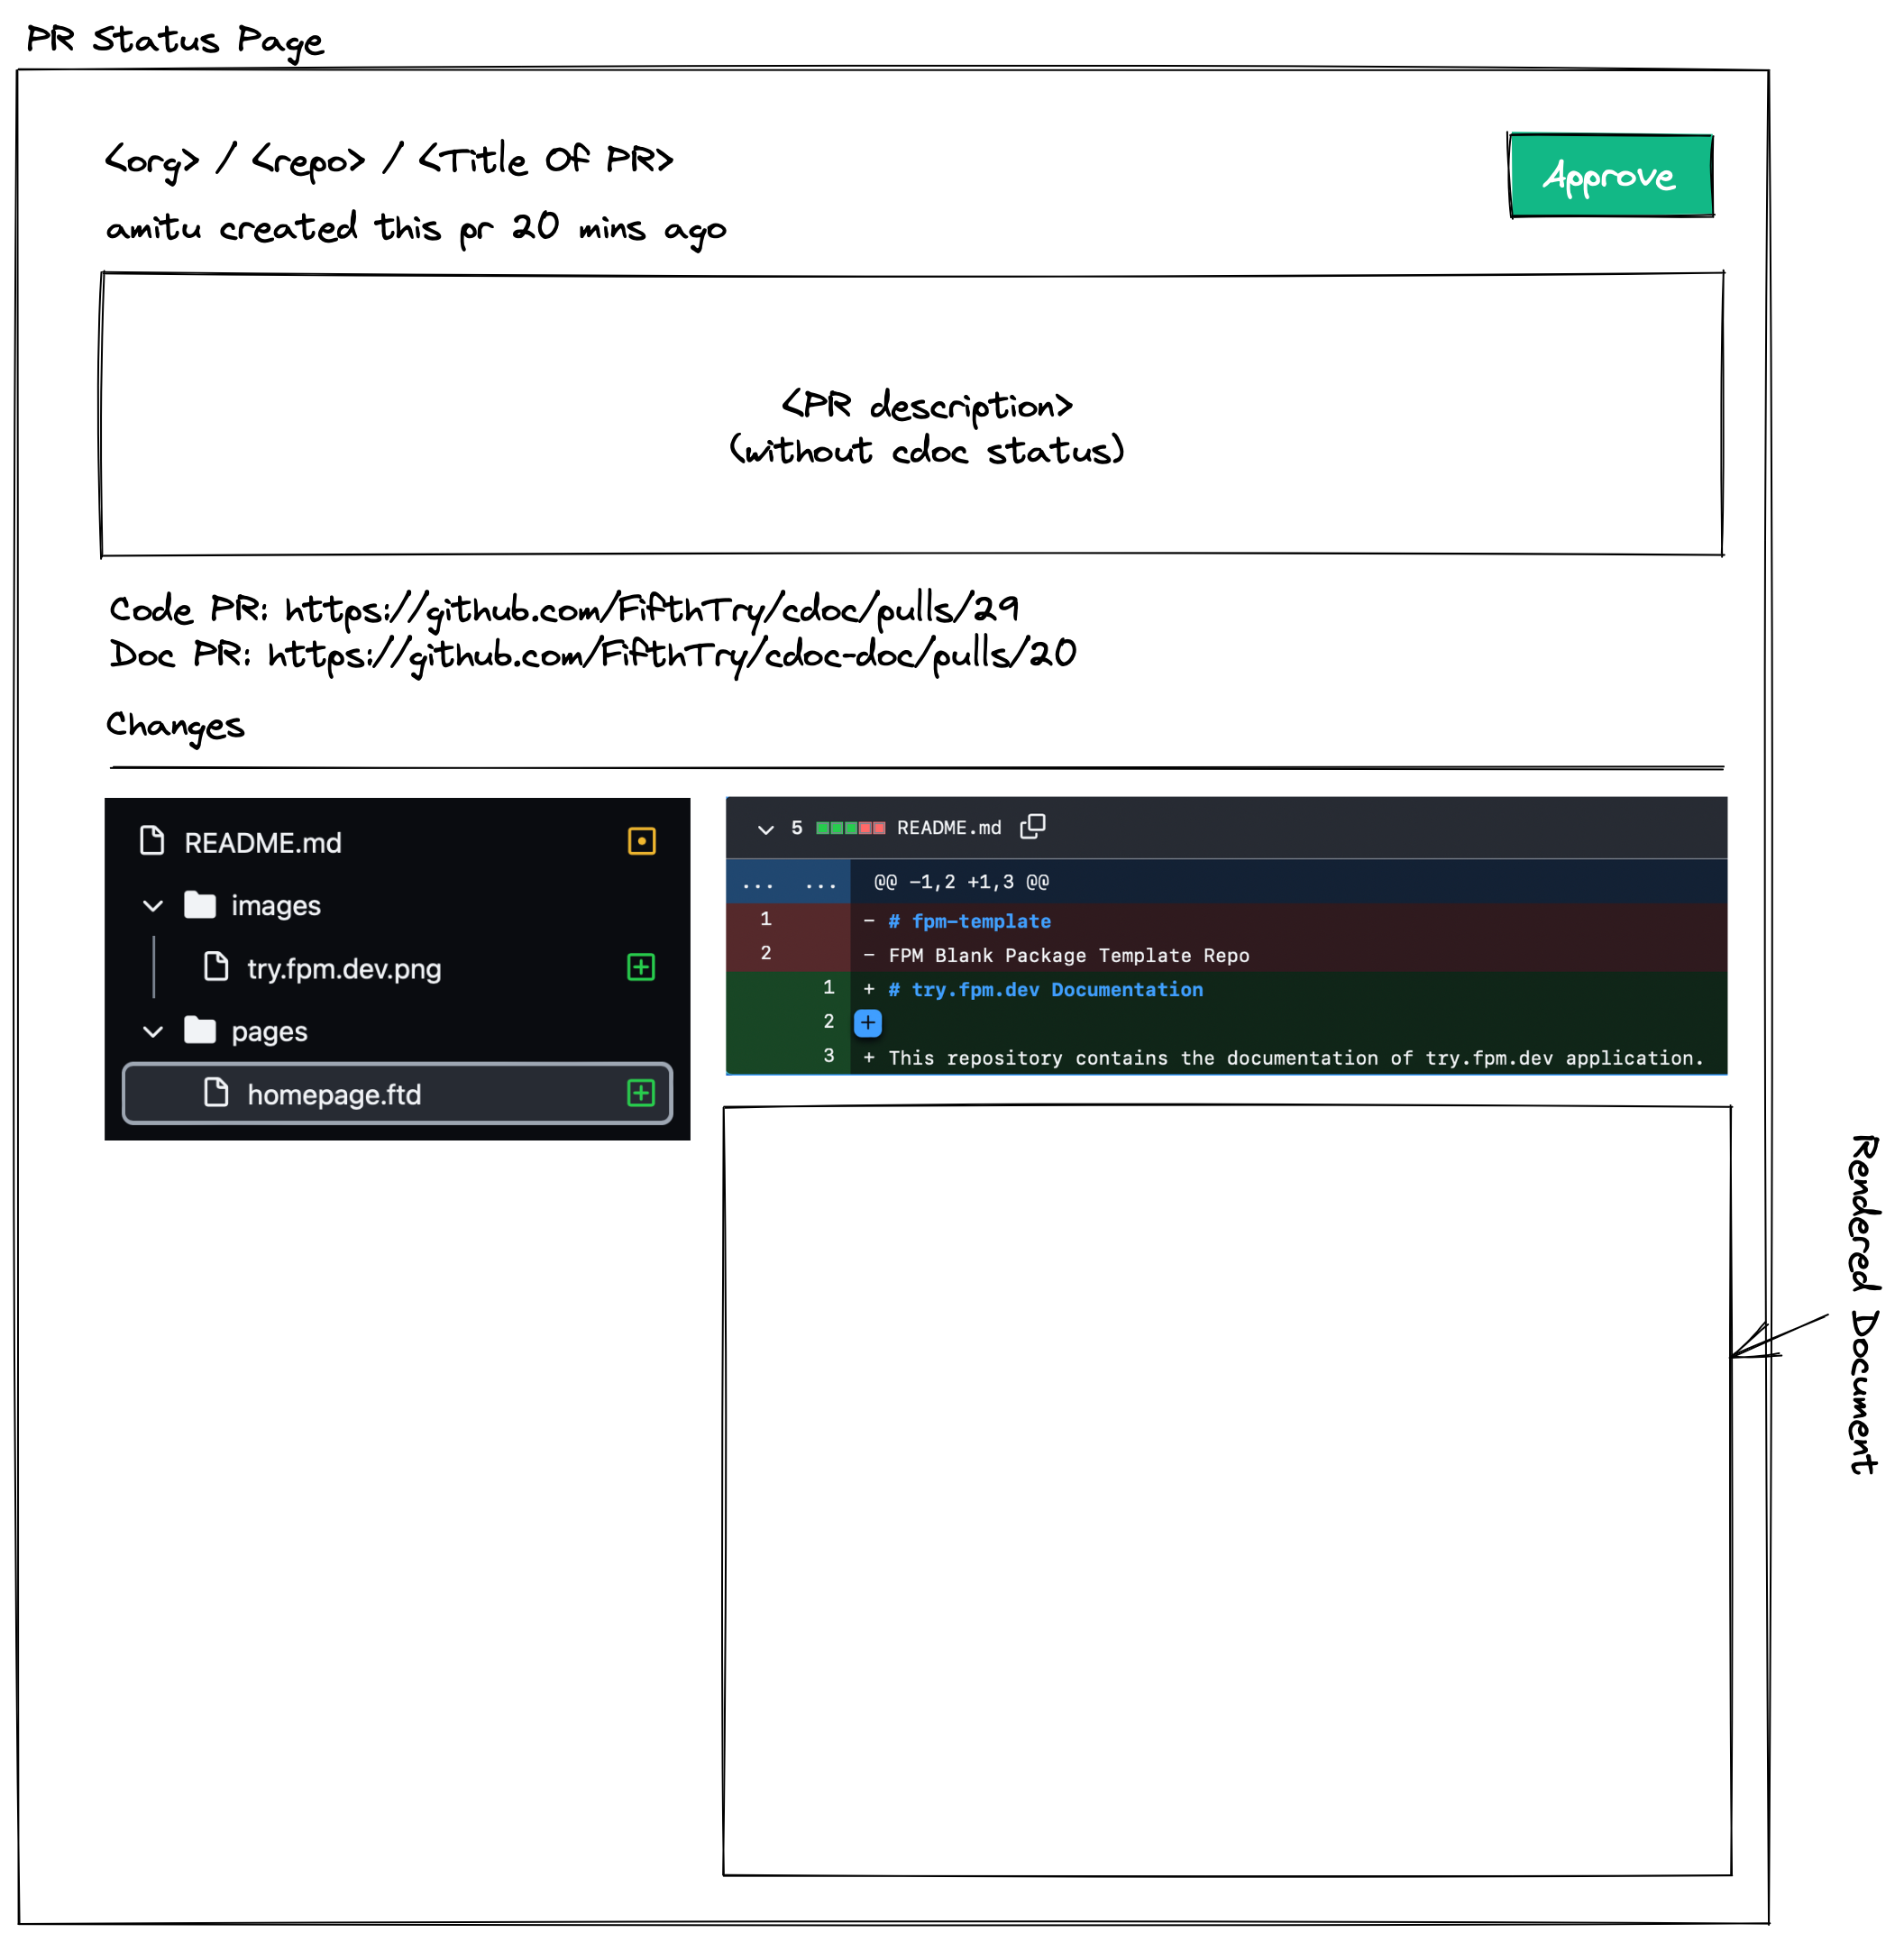 PR Status Page
<org> / <repo> / <Title Of PR>
Approve
amitu created this pr 20 mins ago
<PR description>
(without cdoc status)
Code PR: https://github.com/FifthTry/cdoc/pulls/29
Doc PR: https://github.com/FifthTry/cdoc-doc/pulls/20
Changes
README.md
images
try.fpm.dev.png
pages
homepage.ftd
5 README.md
... ... @@ -1,2 +1,3 @@
1 - # fpm-template
2 - FPM Blank Package Template Repo
1 + # try.fpm.dev Documentation
2 +
3 + This repository contains the documentation of try.fpm.dev application.
Rendered Document